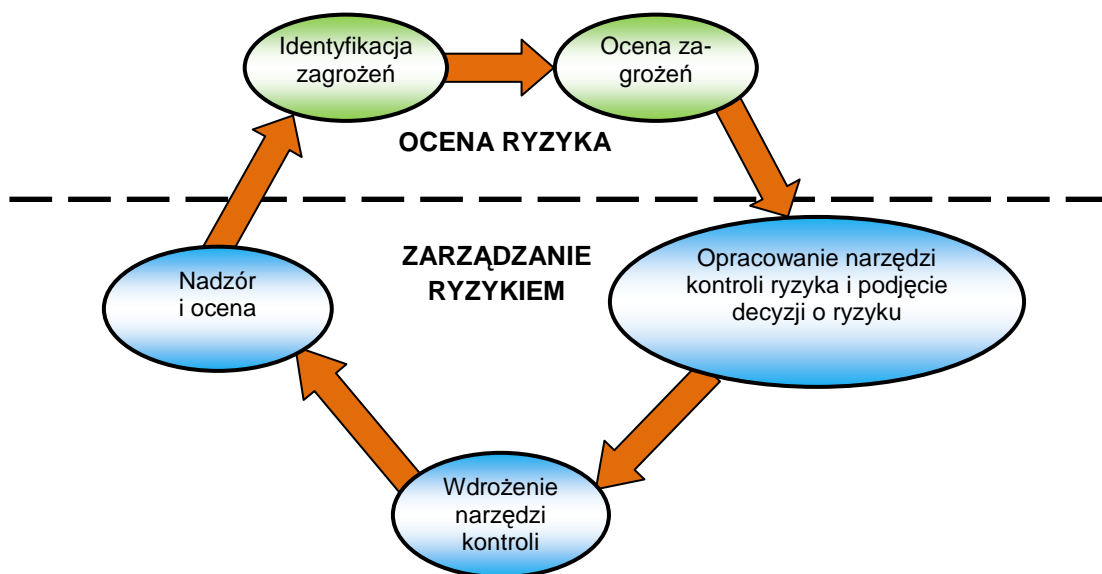 Identyfikacja
zagrożeń
Ocena za-
grożeń
OCENA RYZYKA
ZARZĄDZANIE
RYZYKIEM
Opracowanie narzędzi
kontroli ryzyka i podjęcie
decyzji o ryzyku
Nadzór
i ocena
Wdrożenie
narzędzi
kontroli